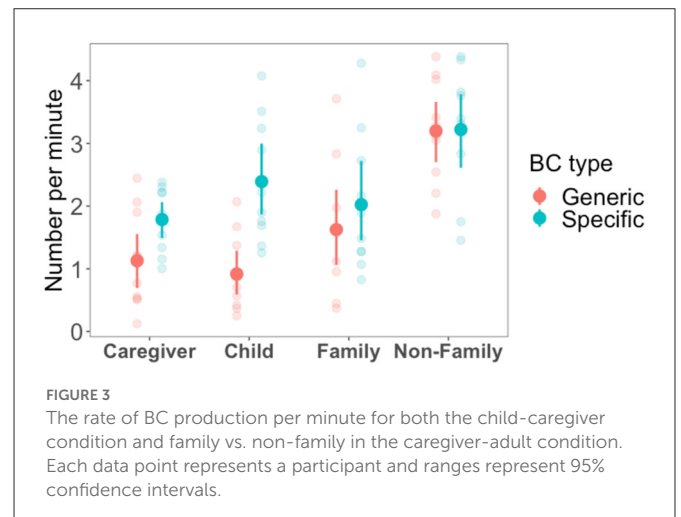 Number per minute
4
3
2
1
0
Caregiver Child Family Non-Family
BC type
Generic
Specific
FIGURE 3
The rate of BC production per minute for both the child-caregiver
condition and family vs. non-family in the caregiver-adult condition.
Each data point represents a participant and ranges represent 95%
confidence intervals.